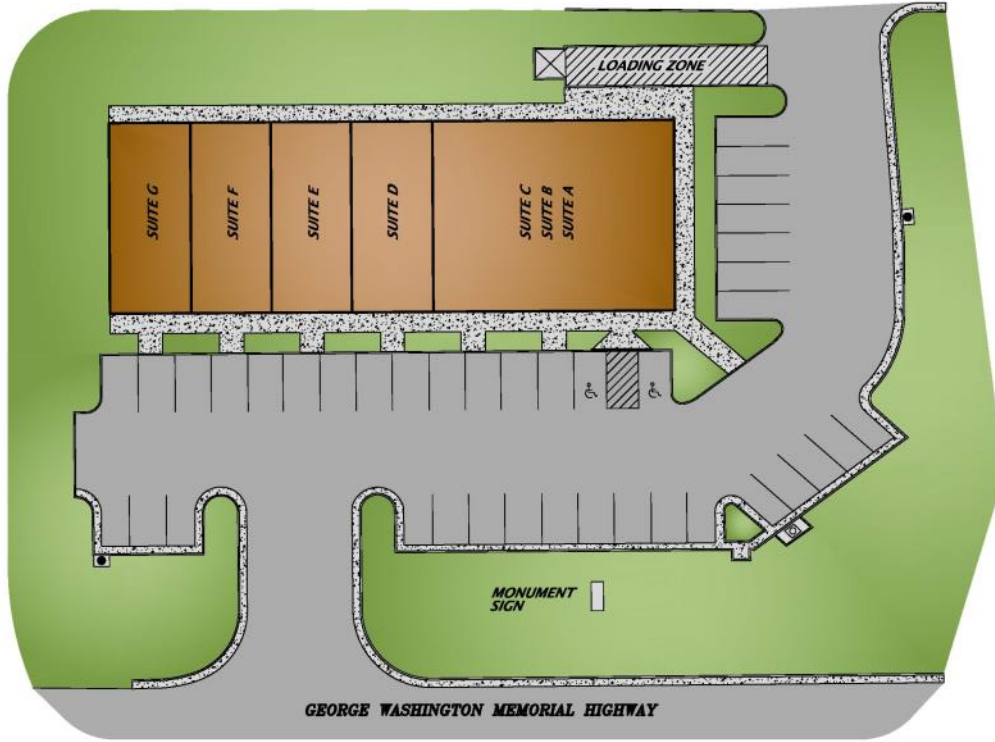 LOADING ZONE
SUITE G
SUITE F
SUITE E
SUITE D
SUITE C
SUITE B
SUITE A
MONUMENT
SIGN
GEORGE WASHINGTON MEMORIAL HIGHWAY